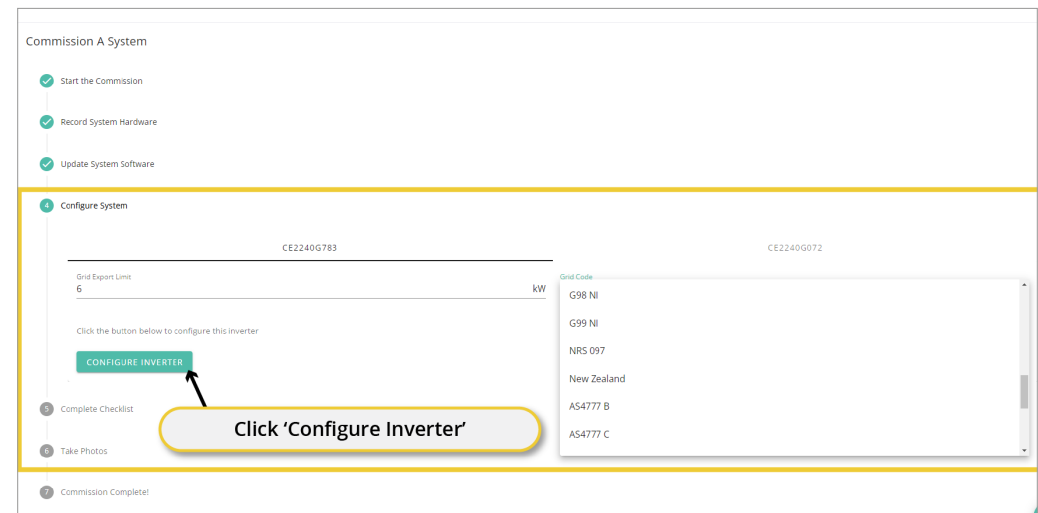 Commission A System
Start the Commission
Record System Hardware
Update System Software
4 Configure System
CE2240G783 CE2240G072
Grid Export Limit
6 kW
Grid Code
G98 NI
G99 NI
NRS 097
New Zealand
AS4777 B
AS4777 C
Click the button below to configure this inverter
CONFIGURE INVERTER
Click ‘Configure Inverter’
5 Complete Checklist
6 Take Photos
7 Commission Complete!